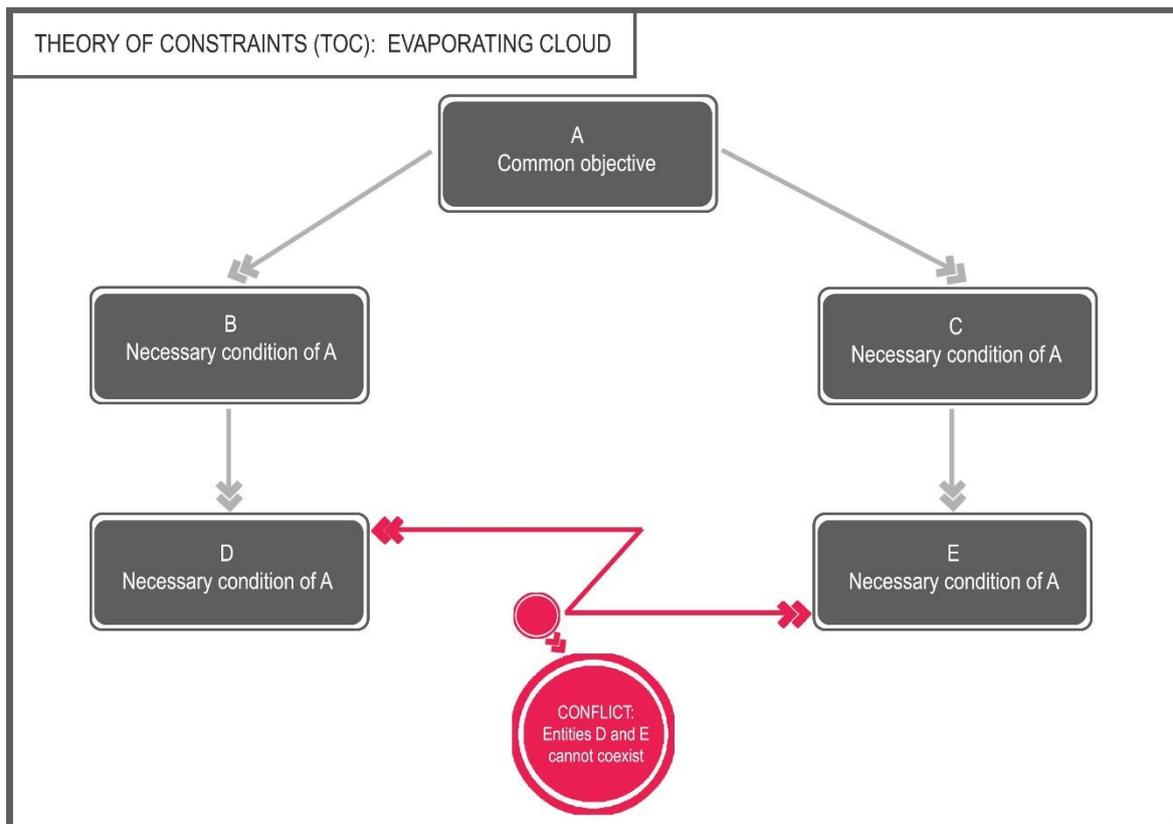 THEORY OF CONSTRAINTS (TOC): EVAPORATING CLOUD
A
Common objective
B
Necessary condition of A
C
Necessary condition of A
D
Necessary condition of A
E
Necessary condition of A
CONFLICT:
Entities D and E
cannot coexist